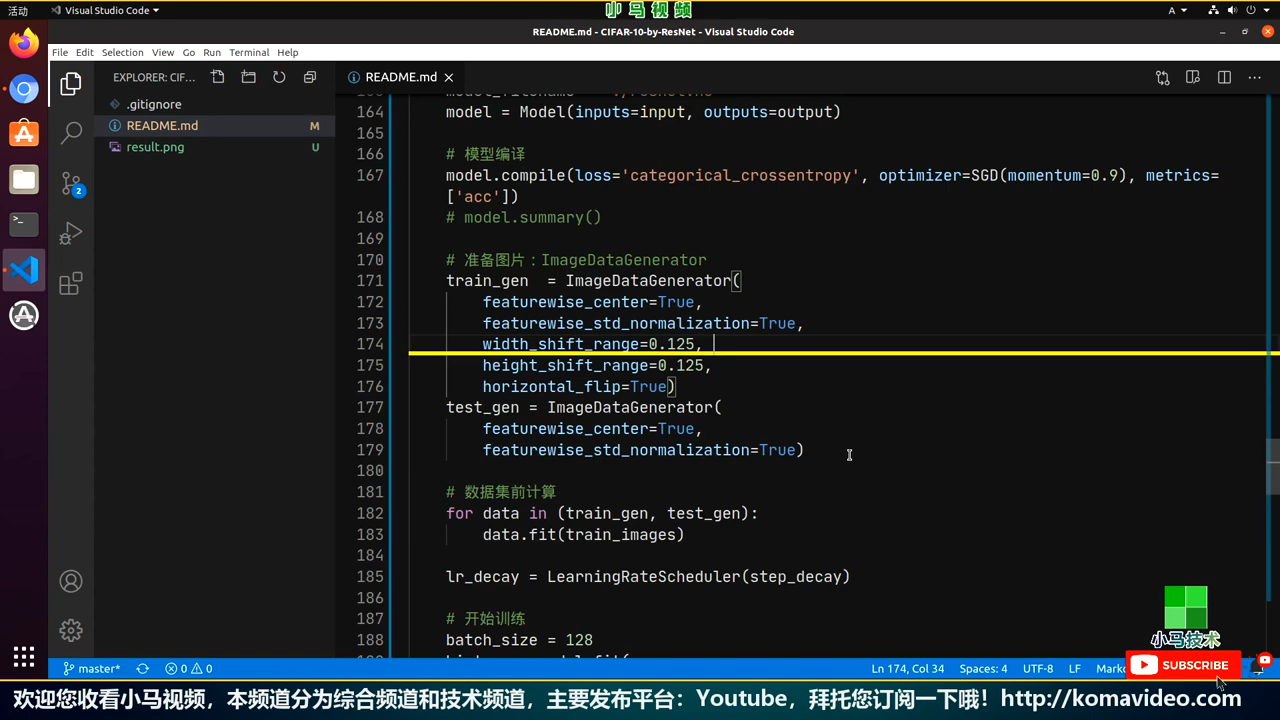 活动
Visual Studio Code
小马视频
A
README.md - CIFAR-10-by-ResNet - Visual Studio Code
File Edit Selection View Go Run Terminal Help
EXPLORER: CIF...
README.md
.gitignore
README.md M
result.png U
2
164 model = Model(inputs=input, outputs=output)
165
166 # 模型编译
167 model.compile(loss='categorical_crossentropy', optimizer=SGD(momentum=0.9), metrics=
['acc'])
168 # model.summary()
169
170 # 准备图片：ImageDataGenerator
171 train_gen  = ImageDataGenerator(
172 featurewise_center=True,
173 featurewise_std_normalization=True,
174 width_shift_range=0.125,
175 height_shift_range=0.125,
176 horizontal_flip=True)
177 test_gen = ImageDataGenerator(
178 featurewise_center=True,
179 featurewise_std_normalization=True)
180
181 # 数据集前计算
182 for data in (train_gen, test_gen):
183 data.fit(train_images)
184
185 lr_decay = LearningRateScheduler(step_decay)
186
187 # 开始训练
188 batch_size = 128
小马技术
SUBSCRIBE
master* 0 0 Ln 174, Col 34 Spaces: 4 UTF-8 LF
欢迎您收看小马视频，本频道分为综合频道和技术频道，主要发布平台：Youtube，拜托您订阅一下哦！http://komavideo.com